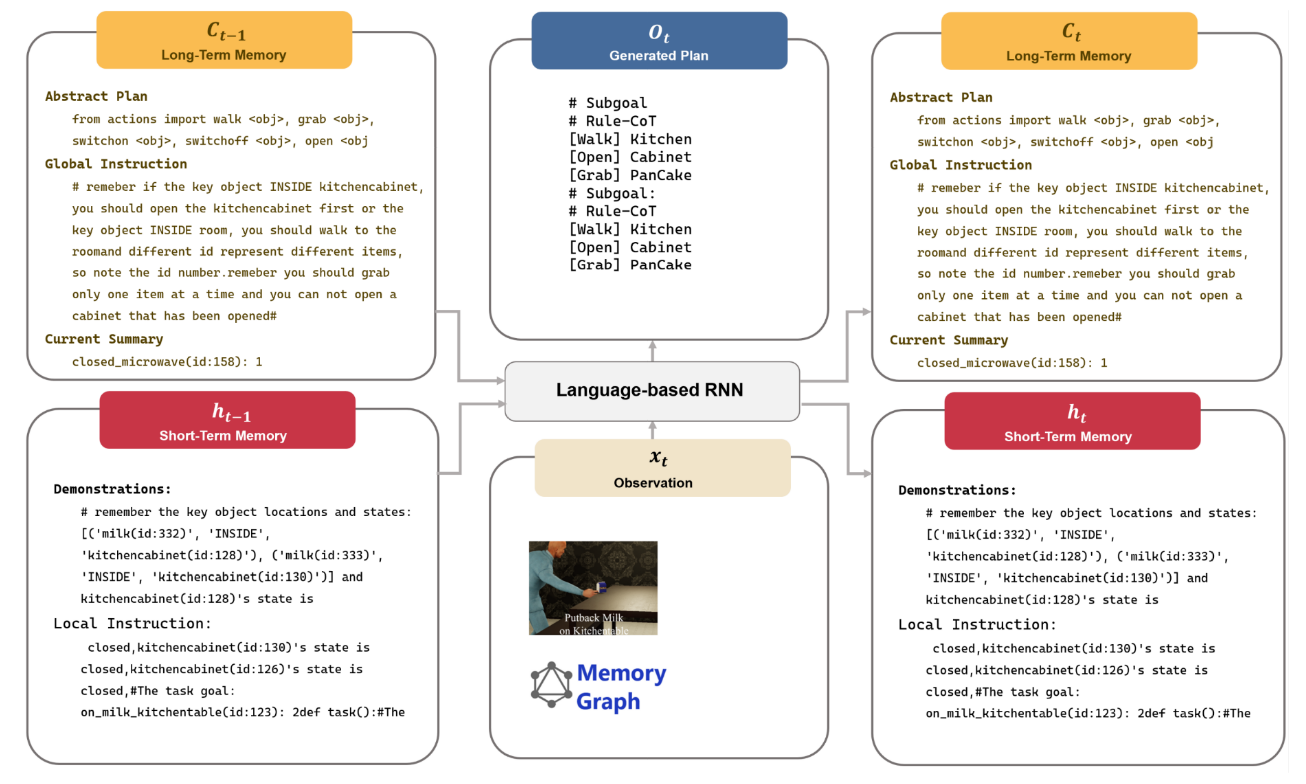 C_{t-1}
Long-Term Memory
Abstract Plan
from actions import walk <obj>, grab <obj>,
switchon <obj>, switchoff <obj>, open <obj
Global Instruction
# remeber if the key object INSIDE kitchencabinet,
you should open the kitchencabinet first or the
key object INSIDE room, you should walk to the
roomand different id represent different items,
so note the id number.remeber you should grab
only one item at a time and you can not open a
cabinet that has been opened#
Current Summary
closed_microwave(id:158): 1
h_{t-1}
Short-Term Memory
Demonstrations:
# remember the key object locations and states:
[('milk(id:332)', 'INSIDE',
'kitchencabinet(id:128)'), ('milk(id:333)',
'INSIDE', 'kitchencabinet(id:130)')] and
kitchencabinet(id:128)'s state is
Local Instruction:
closed,kitchencabinet(id:130)'s state is
closed,kitchencabinet(id:126)'s state is
closed,#The task goal:
on_milk_kitchentable(id:123): 2def task():#The
O_t
Generated Plan
# Subgoal
# Rule-CoT
[Walk] Kitchen
[Open] Cabinet
[Grab] PanCake
# Subgoal:
# Rule-CoT
[Walk] Kitchen
[Open] Cabinet
[Grab] PanCake
Language-based RNN
x_t
Observation
Putback Milk
on Kitchentable
Memory
Graph
C_t
Long-Term Memory
Abstract Plan
from actions import walk <obj>, grab <obj>,
switchon <obj>, switchoff <obj>, open <obj
Global Instruction
# remeber if the key object INSIDE kitchencabinet,
you should open the kitchencabinet first or the
key object INSIDE room, you should walk to the
roomand different id represent different items,
so note the id number.remeber you should grab
only one item at a time and you can not open a
cabinet that has been opened#
Current Summary
closed_microwave(id:158): 1
h_t
Short-Term Memory
Demonstrations:
# remember the key object locations and states:
[('milk(id:332)', 'INSIDE',
'kitchencabinet(id:128)'), ('milk(id:333)',
'INSIDE', 'kitchencabinet(id:130)')] and
kitchencabinet(id:128)'s state is
Local Instruction:
closed,kitchencabinet(id:130)'s state is
closed,kitchencabinet(id:126)'s state is
closed,#The task goal:
on_milk_kitchentable(id:123): 2def task():#The